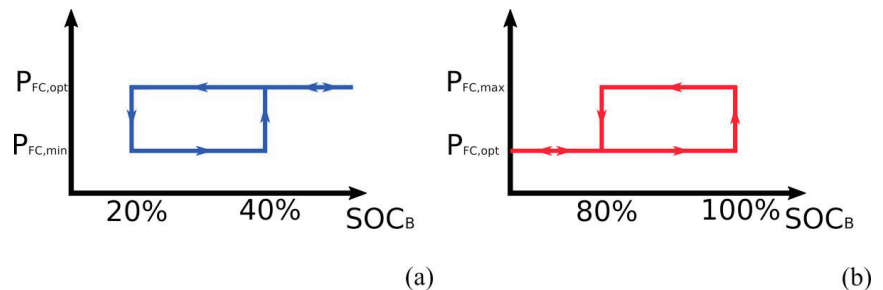 P_FC,opt
P_FC,min
20% 40% SOC_B
(a)
P_FC,max
P_FC,opt
80% 100% SOC_B
(b)